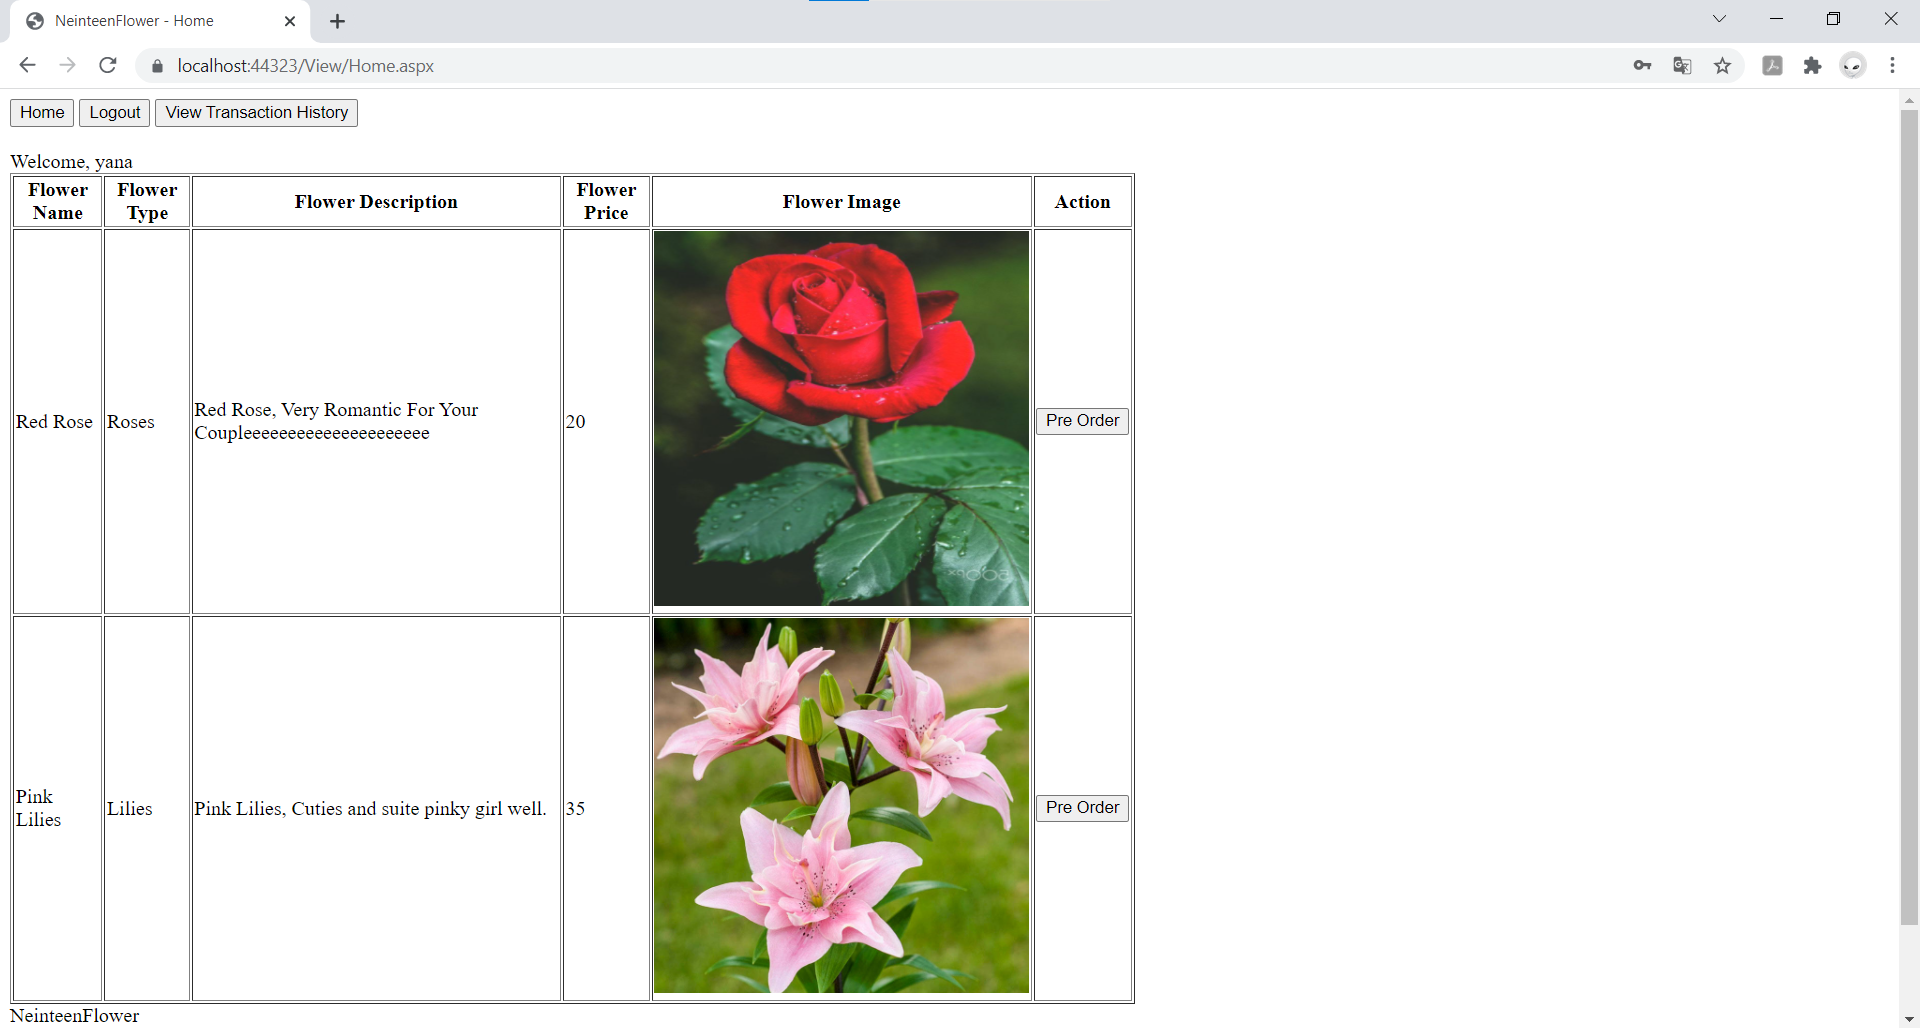 NeinteenFlower - Home
localhost:44323/View/Home.aspx
Home Logout View Transaction History
Welcome, yana
Flower Name Flower Type Flower Description Flower Price Flower Image Action
Red Rose Roses Red Rose, Very Romantic For Your
Coupleeeeeeeeeeeeeeeeeeeee 20 Pre Order
Pink
Lilies Lilies Pink Lilies, Cuties and suite pinky girl well. 35 Pre Order
NeinteenFlower